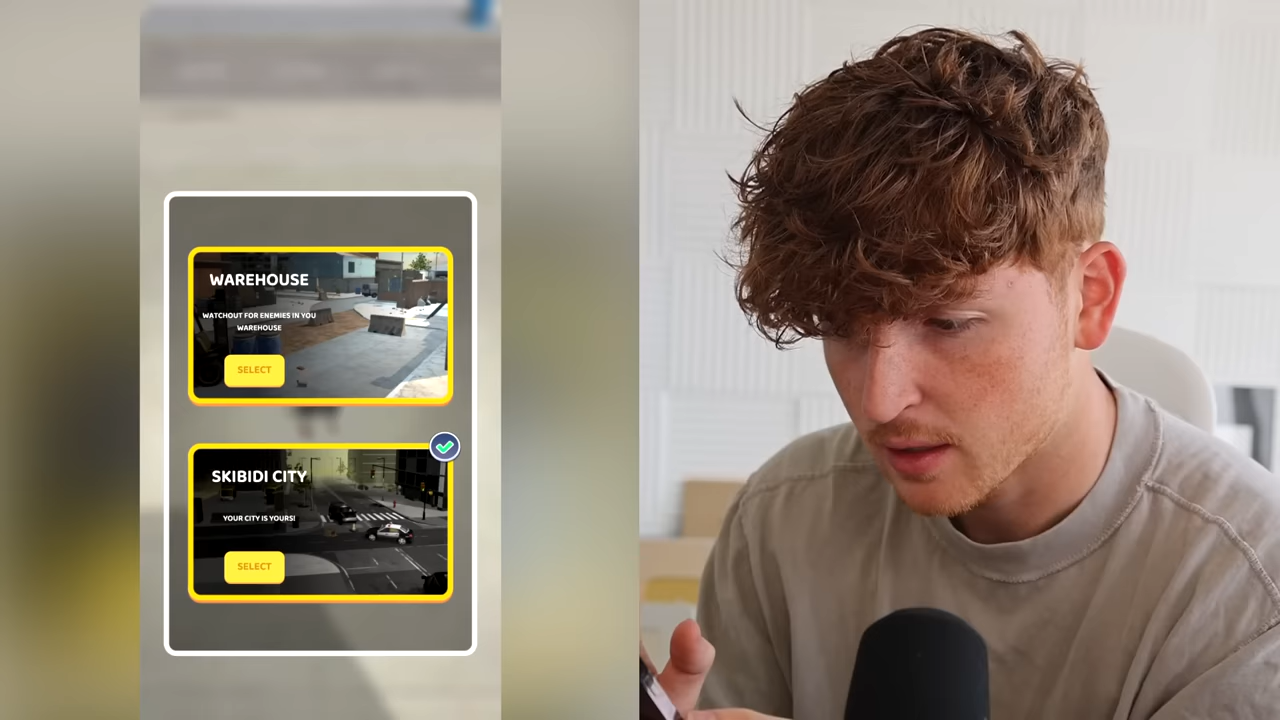 WAREHOUSE
WATCHOUT FOR ENEMIES IN YOU
WAREHOUSE
SELECT
SKIBIDI CITY
YOUR CITY IS YOURS!
SELECT